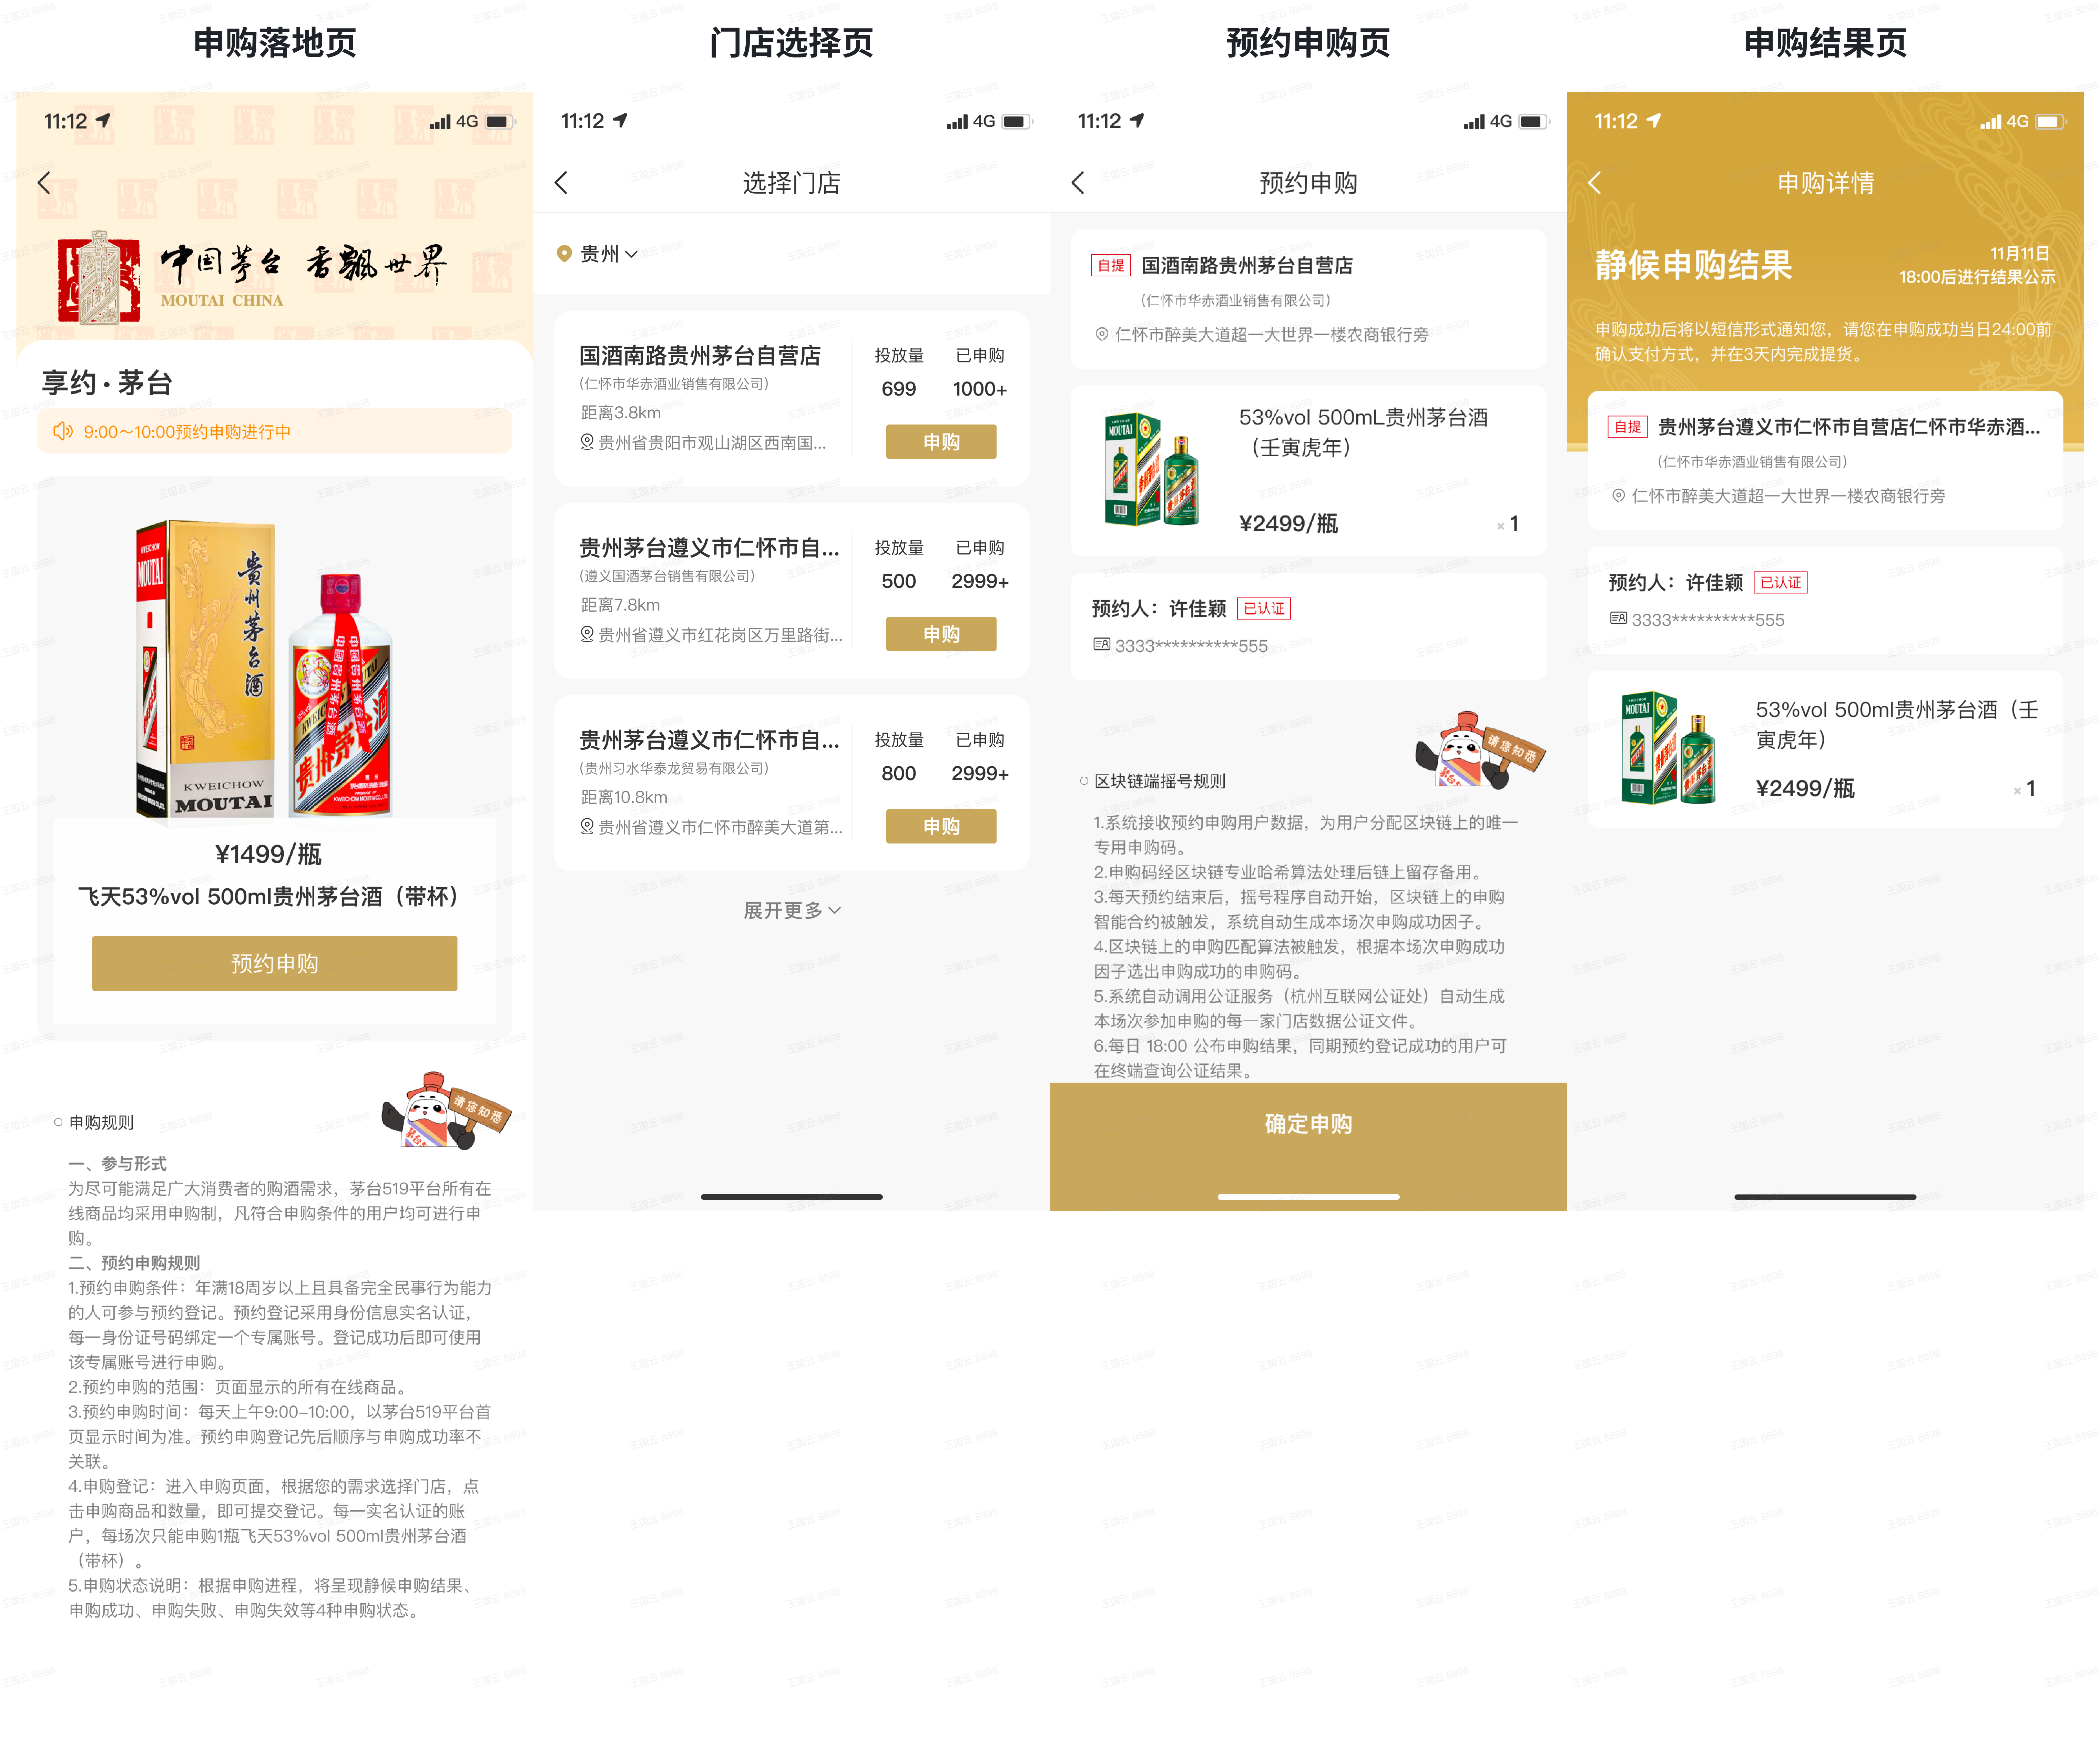 申购落地页
11:12
4G
中国茅台 香飘世界
MOUTAI CHINA
享约·茅台
9:00～10:00预约申购进行中
KWEICHOW
MOUTAI
贵州茅台酒
KWEICHOW
MOUTAI
中国贵州茅台酒
贵州茅台酒
¥1499/瓶
飞天53%vol 500ml贵州茅台酒（带杯）
预约申购
请您知悉
申购规则
一、参与形式
为尽可能满足广大消费者的购酒需求，茅台519平台所有在
线商品均采用申购制，凡符合申购条件的用户均可进行申
购。
二、预约申购规则
1.预约申购条件：年满18周岁以上且具备完全民事行为能力
的人可参与预约登记。预约登记采用身份信息实名认证，
每一身份证号码绑定一个专属账号。登记成功后即可使用
该专属账号进行申购。
2.预约申购的范围：页面显示的所有在线商品。
3.预约申购时间：每天上午9:00–10:00，以茅台519平台首
页显示时间为准。预约申购登记先后顺序与申购成功率不
关联。
4.申购登记：进入申购页面，根据您的需求选择门店，点
击申购商品和数量，即可提交登记。每一实名认证的账
户，每场次只能申购1瓶飞天53%vol 500ml贵州茅台酒
（带杯）。
5.申购状态说明：根据申购进程，将呈现静候申购结果、
申购成功、申购失败、申购失效等4种申购状态。
门店选择页
11:12
4G
选择门店
贵州
国酒南路贵州茅台自营店
（仁怀市华赤酒业销售有限公司）
距离3.8km
贵州省贵阳市观山湖区西南国...
投放量 已申购
699 1000+
申购
贵州茅台遵义市仁怀市自...
（遵义国酒茅台销售有限公司）
距离7.8km
贵州省遵义市红花岗区万里路街...
投放量 已申购
500 2999+
申购
贵州茅台遵义市仁怀市自...
（贵州习水华泰龙贸易有限公司）
距离10.8km
贵州省遵义市仁怀市醉美大道第...
投放量 已申购
800 2999+
申购
展开更多
预约申购页
11:12
4G
预约申购
自提 国酒南路贵州茅台自营店
（仁怀市华赤酒业销售有限公司）
仁怀市醉美大道超一大世界一楼农商银行旁
MOUTAI
53%vol 500mL贵州茅台酒
（壬寅虎年）
¥2499/瓶
×1
预约人：许佳颖 已认证
3333**********555
请您知悉
区块链端摇号规则
1.系统接收预约申购用户数据，为用户分配区块链上的唯一
专用申购码。
2.申购码经区块链专业哈希算法处理后链上留存备用。
3.每天预约结束后，摇号程序自动开始，区块链上的申购
智能合约被触发，系统自动生成本场次申购成功因子。
4.区块链上的申购匹配算法被触发，根据本场次申购成功
因子选出申购成功的申购码。
5.系统自动调用公证服务（杭州互联网公证处）自动生成
本场次参加申购的每一家门店数据公证文件。
6.每日 18:00 公布申购结果，同期预约登记成功的用户可
在终端查询公证结果。
确定申购
申购结果页
11:12
4G
申购详情
静候申购结果
11月11日
18:00后进行结果公示
申购成功后将以短信形式通知您，请您在申购成功当日24:00前
确认支付方式，并在3天内完成提货。
自提 贵州茅台遵义市仁怀市自营店仁怀市华赤酒...
（仁怀市华赤酒业销售有限公司）
仁怀市醉美大道超一大世界一楼农商银行旁
预约人：许佳颖 已认证
3333**********555
MOUTAI
53%vol 500ml贵州茅台酒（壬
寅虎年）
¥2499/瓶
×1
王国云 8898